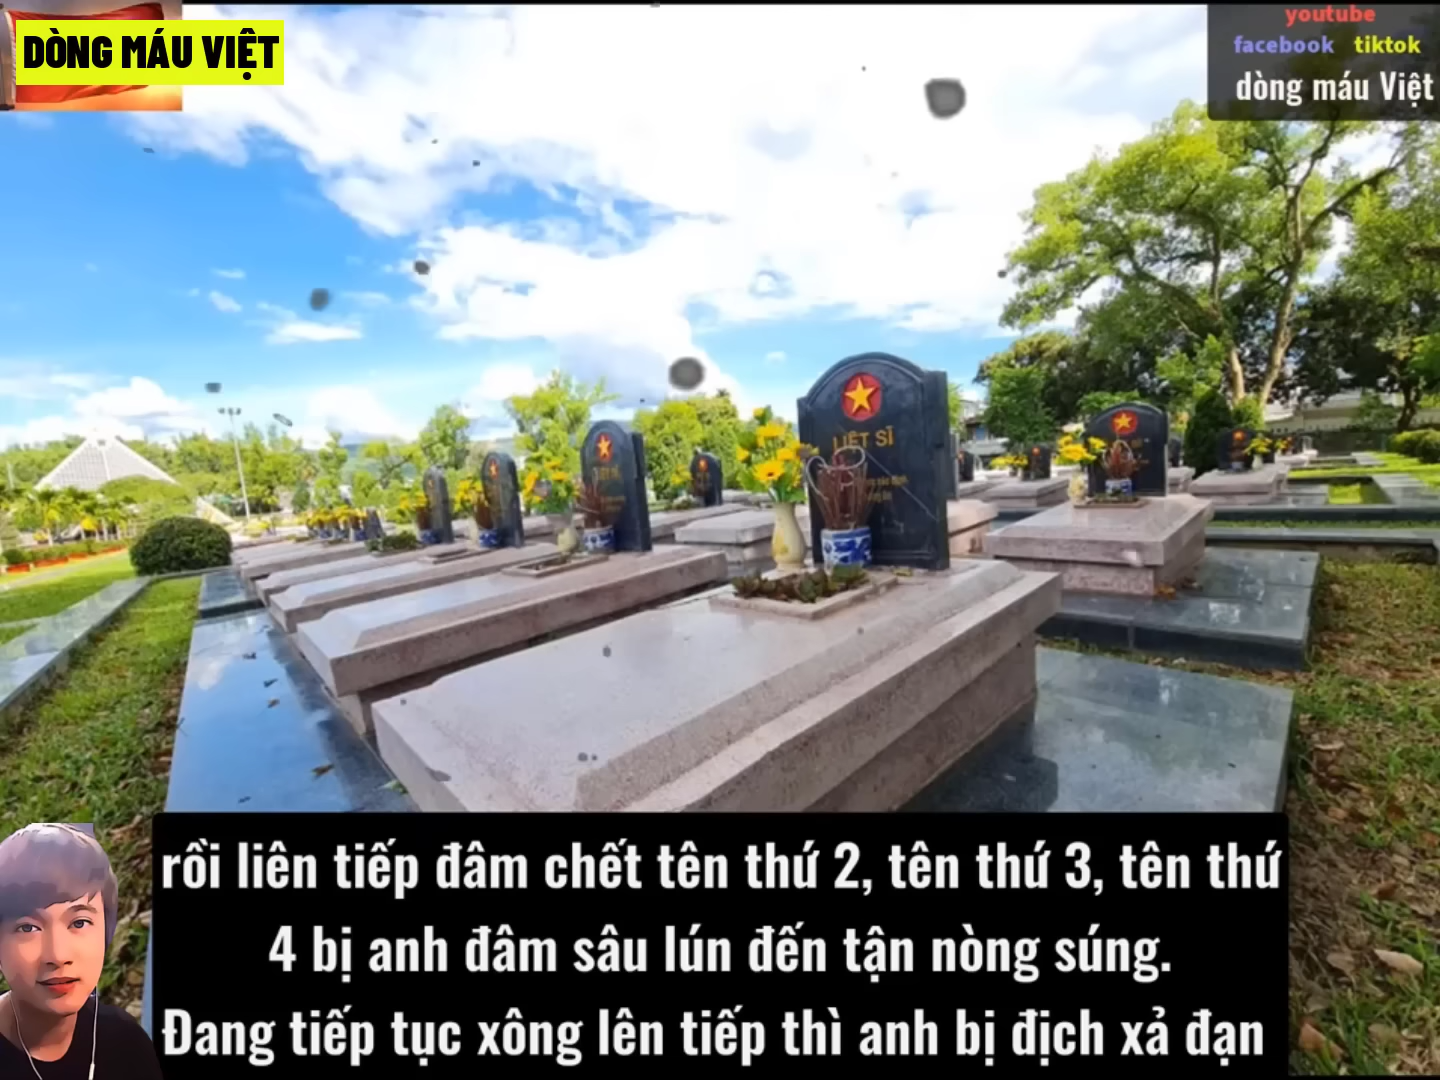 DÒNG MÁU VIỆT
youtube
facebook tiktok
dòng máu Việt
LIỆT SĨ
rồi liên tiếp đâm chết tên thứ 2, tên thứ 3, tên thứ
4 bị anh đâm sâu lún đến tận nòng súng.
Đang tiếp tục xông lên tiếp thì anh bị địch xả đạn